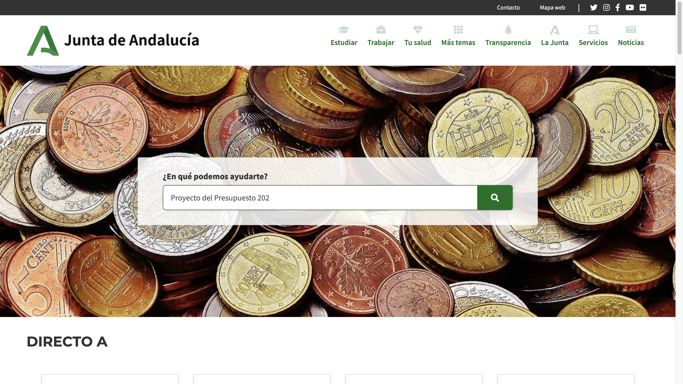 Contacto
Mapa web
Junta de Andalucía
Estudiar
Trabajar
Tu salud
Más temas
Transparencia
La Junta
Servicios
Noticias
¿En qué podemos ayudarte?
Proyecto del Presupuesto 202
DIRECTO A